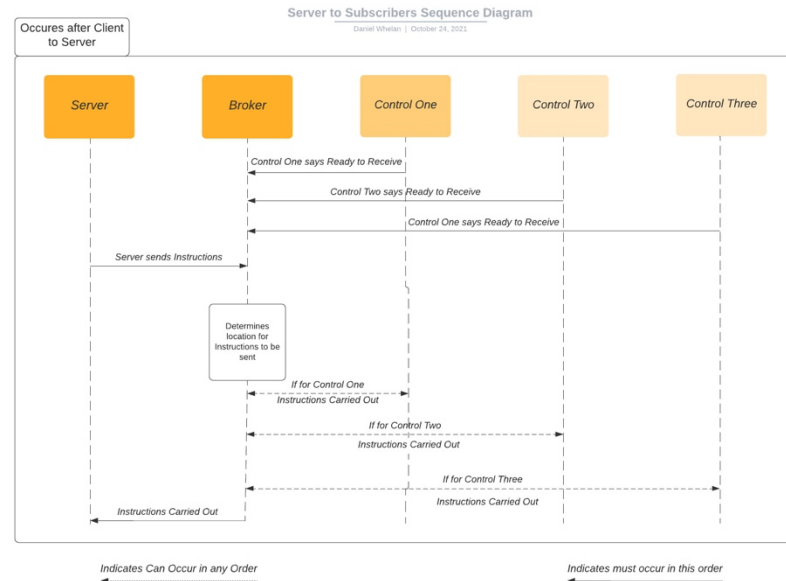 Server to Subscribers Sequence Diagram
Daniel Whelan | October 24, 2021
Occures after Client
to Server
Server
Broker
Control One
Control Two
Control Three
Control One says Ready to Receive
Control Two says Ready to Receive
Control One says Ready to Receive
Server sends Instructions
Determines
location for
Instructions to be
sent
If for Control One
Instructions Carried Out
If for Control Two
Instructions Carried Out
If for Control Three
Instructions Carried Out
Instructions Carried Out
Indicates Can Occur in any Order
Indicates must occur in this order